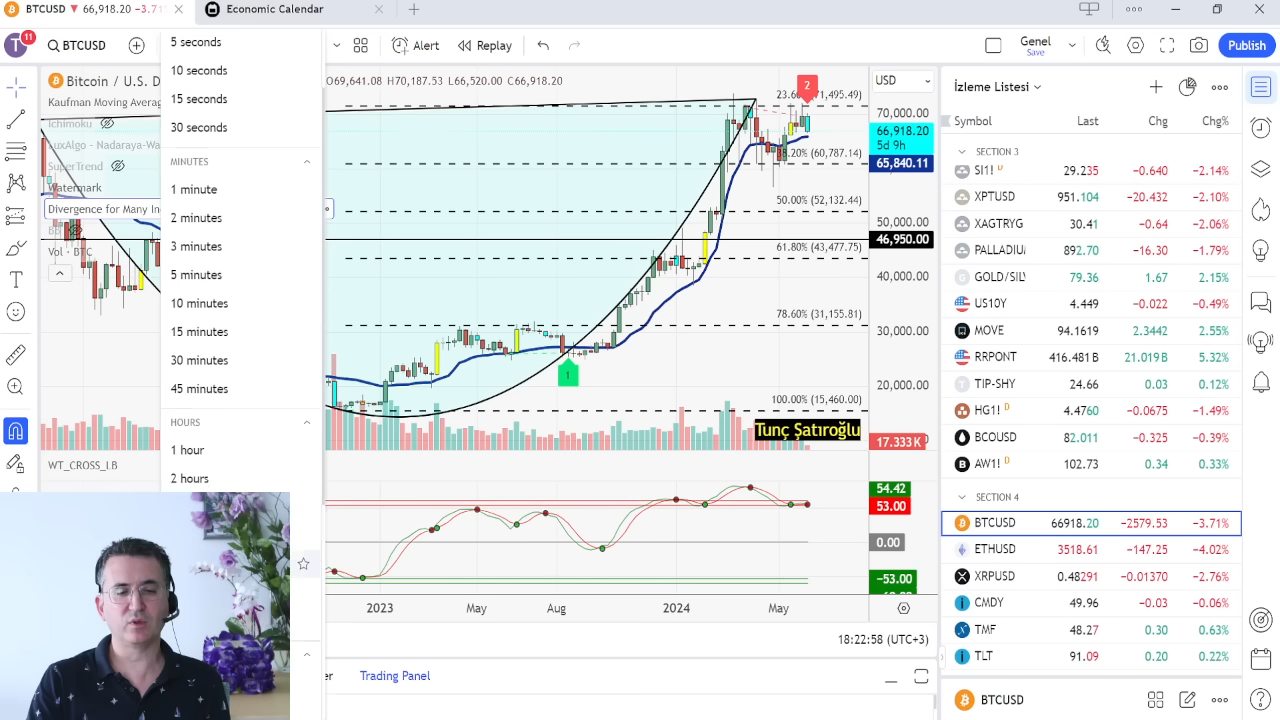 BTCUSD ▼ 66,918.20 −3.71%
Economic Calendar
T 11
BTCUSD
Alert
Replay
Genel
Save
Publish
5 seconds
10 seconds
15 seconds
30 seconds
MINUTES
1 minute
2 minutes
3 minutes
5 minutes
10 minutes
15 minutes
30 minutes
45 minutes
HOURS
1 hour
2 hours
Bitcoin / U.S. D
Kaufman Moving Averag
Ichimoku
LuxAlgo - Nadaraya-Wa
SuperTrend
Watermark
Divergence for Many In
BB
Vol · BTC
WT_CROSS_LB
O69,641.08 H70,187.53 L66,520.00 C66,918.20
2
1
23.60% (71,495.49)
38.20% (60,787.14)
50.00% (52,132.44)
61.80% (43,477.75)
78.60% (31,155.81)
100.00% (15,460.00)
Tunç Şatıroğlu
USD
70,000.00
66,918.20
5d 9h
65,840.11
50,000.00
46,950.00
40,000.00
30,000.00
20,000.00
17.333 K
54.42
53.00
0.00
−53.00
2023 May Aug 2024 May
18:22:58 (UTC+3)
er
Trading Panel
İzleme Listesi
Symbol Last Chg Chg%
SECTION 3
SI1! D 29.235 −0.640 −2.14%
XPTUSD 951.104 −20.432 −2.10%
XAGTRYG 30.41 −0.64 −2.06%
PALLADIU 892.70 −16.30 −1.79%
GOLD/SIL 79.36 1.67 2.15%
US10Y 4.449 −0.022 −0.49%
MOVE 94.1619 2.3442 2.55%
RRPONT 416.481 B 21.019 B 5.32%
TIP-SHY 24.66 0.03 0.12%
HG1! D 4.4760 −0.0675 −1.49%
BCOUSD 82.011 −0.325 −0.39%
AW1! D 102.73 0.34 0.33%
SECTION 4
BTCUSD 66918.20 −2579.53 −3.71%
ETHUSD 3518.61 −147.25 −4.02%
XRPUSD 0.48291 −0.01370 −2.76%
CMDY 49.96 −0.03 −0.06%
TMF 48.27 0.30 0.63%
TLT 91.09 0.20 0.22%
BTCUSD